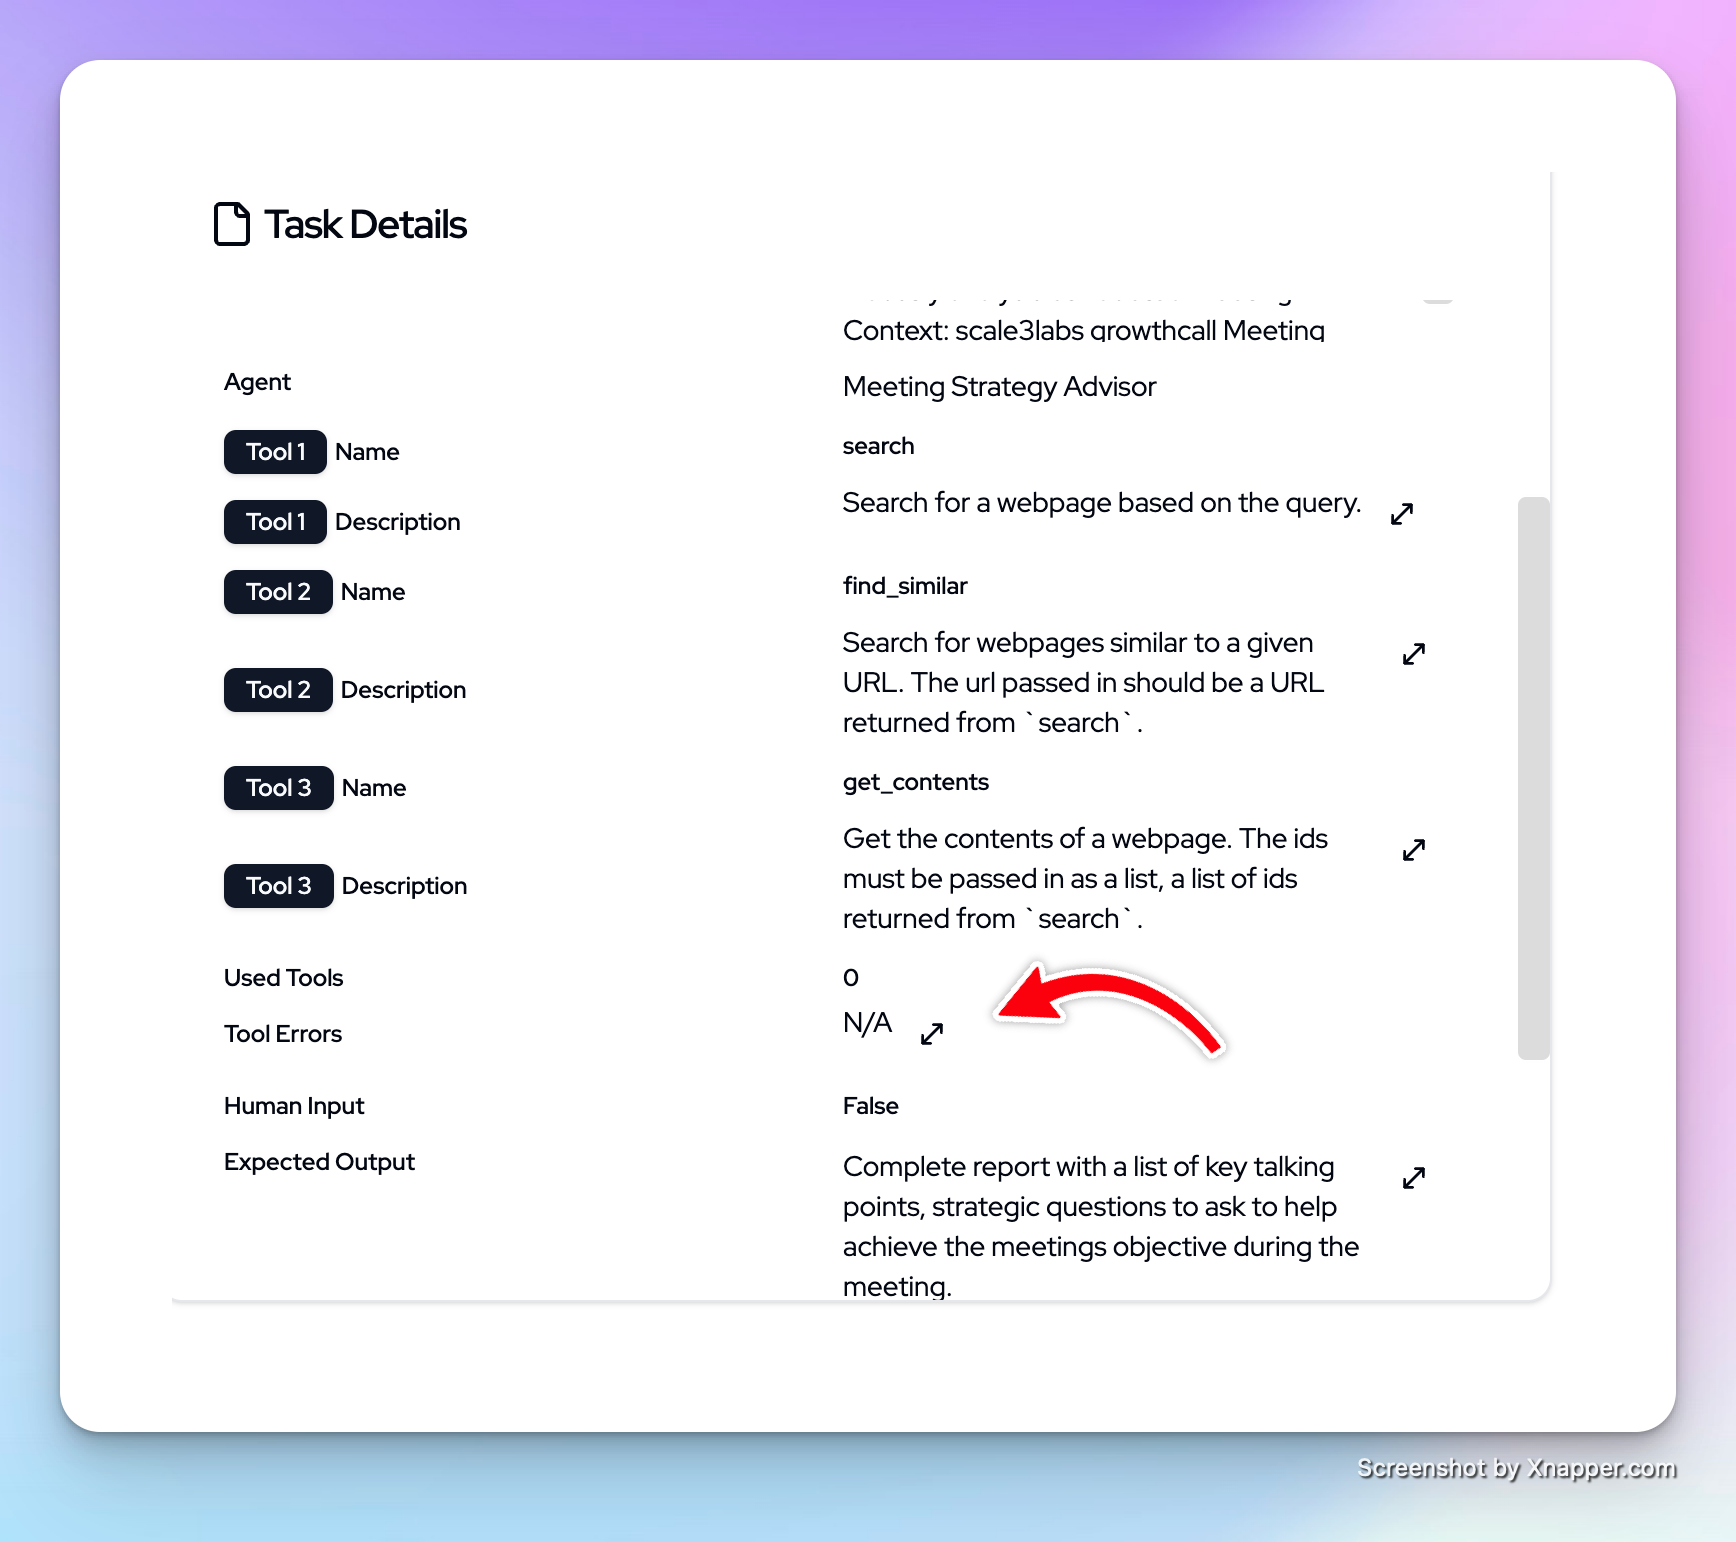 Task Details
Context: scale3labs growthcall Meeting
Agent
Meeting Strategy Advisor
Tool 1 Name
search
Tool 1 Description
Search for a webpage based on the query.
Tool 2 Name
find_similar
Tool 2 Description
Search for webpages similar to a given
URL. The url passed in should be a URL
returned from `search`.
Tool 3 Name
get_contents
Tool 3 Description
Get the contents of a webpage. The ids
must be passed in as a list, a list of ids
returned from `search`.
Used Tools
0
Tool Errors
N/A
Human Input
False
Expected Output
Complete report with a list of key talking
points, strategic questions to ask to help
achieve the meetings objective during the
meeting.
Screenshot by Xnapper.com